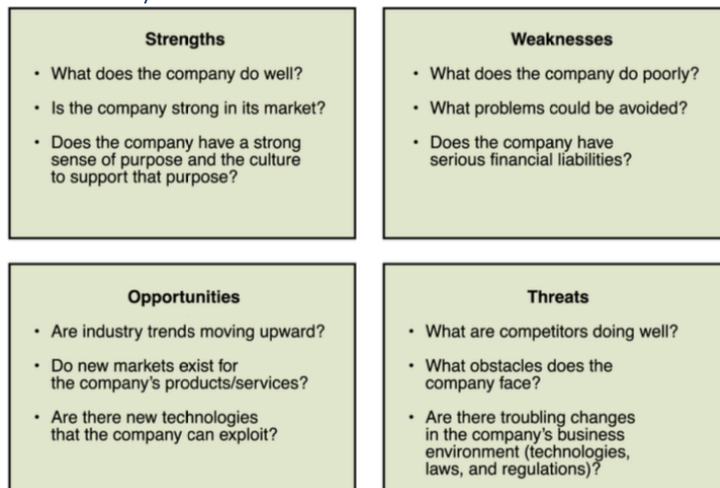 Strengths
• What does the company do well?
• Is the company strong in its market?
• Does the company have a strong
sense of purpose and the culture
to support that purpose?
Weaknesses
• What does the company do poorly?
• What problems could be avoided?
• Does the company have
serious financial liabilities?
Opportunities
• Are industry trends moving upward?
• Do new markets exist for
the company's products/services?
• Are there new technologies
that the company can exploit?
Threats
• What are competitors doing well?
• What obstacles does the
company face?
• Are there troubling changes
in the company's business
environment (technologies,
laws, and regulations)?